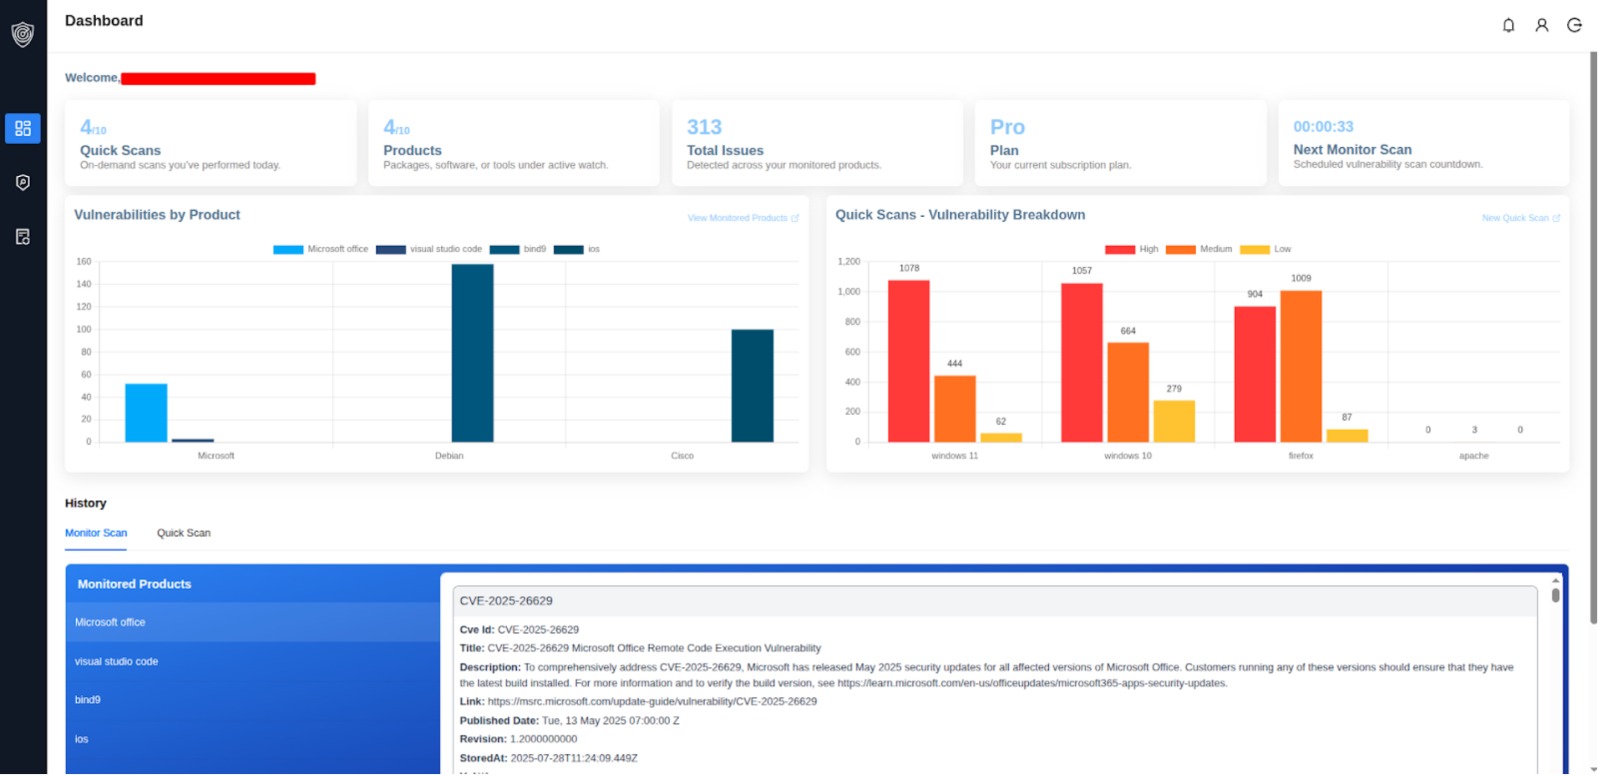 Dashboard
Welcome,
4/10
Quick Scans
On-demand scans you've performed today.
4/10
Products
Packages, software, or tools under active watch.
313
Total Issues
Detected across your monitored products.
Pro
Plan
Your current subscription plan.
00:00:33
Next Monitor Scan
Scheduled vulnerability scan countdown.
Vulnerabilities by Product
View Monitored Products
Microsoft office visual studio code bind9 ios
160
140
120
100
80
60
40
20
0
Microsoft Debian Cisco
Quick Scans - Vulnerability Breakdown
New Quick Scan
High Medium Low
1,200
1,000
800
600
400
200
0
1078 444 62
1057 664 279
904 1009 87
0 3 0
windows 11 windows 10 firefox apache
History
Monitor Scan Quick Scan
Monitored Products
Microsoft office
visual studio code
bind9
ios
CVE-2025-26629
Cve Id: CVE-2025-26629
Title: CVE-2025-26629 Microsoft Office Remote Code Execution Vulnerability
Description: To comprehensively address CVE-2025-26629, Microsoft has released May 2025 security updates for all affected versions of Microsoft Office. Customers running any of these versions should ensure that they have
the latest build installed. For more information and to verify the build version, see https://learn.microsoft.com/en-us/officeupdates/microsoft365-apps-security-updates.
Link: https://msrc.microsoft.com/update-guide/vulnerability/CVE-2025-26629
Published Date: Tue, 13 May 2025 07:00:00 Z
Revision: 1.2000000000
StoredAt: 2025-07-28T11:24:09.449Z